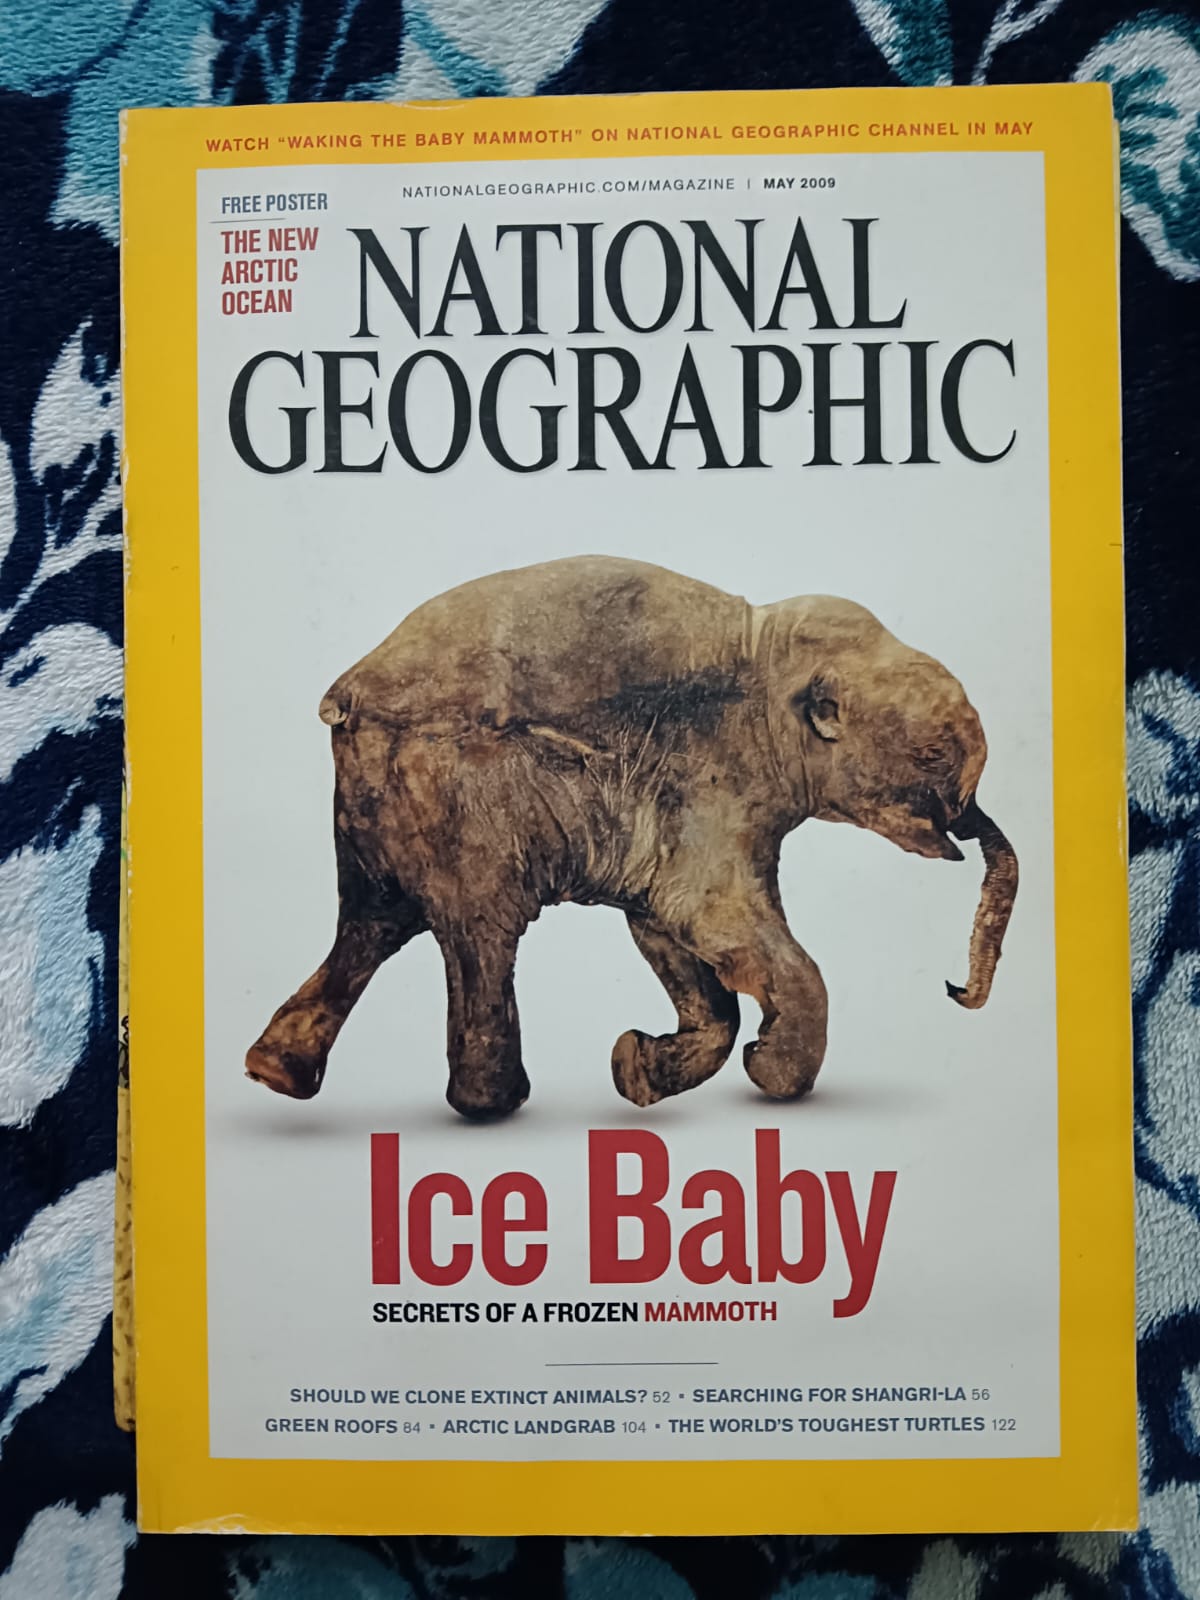 WATCH "WAKING THE BABY MAMMOTH" ON NATIONAL GEOGRAPHIC CHANNEL IN MAY
NATIONALGEOGRAPHIC.COM/MAGAZINE | MAY 2009
FREE POSTER
THE NEW
ARCTIC
OCEAN
NATIONAL
GEOGRAPHIC
Ice Baby
SECRETS OF A FROZEN MAMMOTH
SHOULD WE CLONE EXTINCT ANIMALS? 52 ▪ SEARCHING FOR SHANGRI-LA 56
GREEN ROOFS 84 ▪ ARCTIC LANDGRAB 104 ▪ THE WORLD'S TOUGHEST TURTLES 122